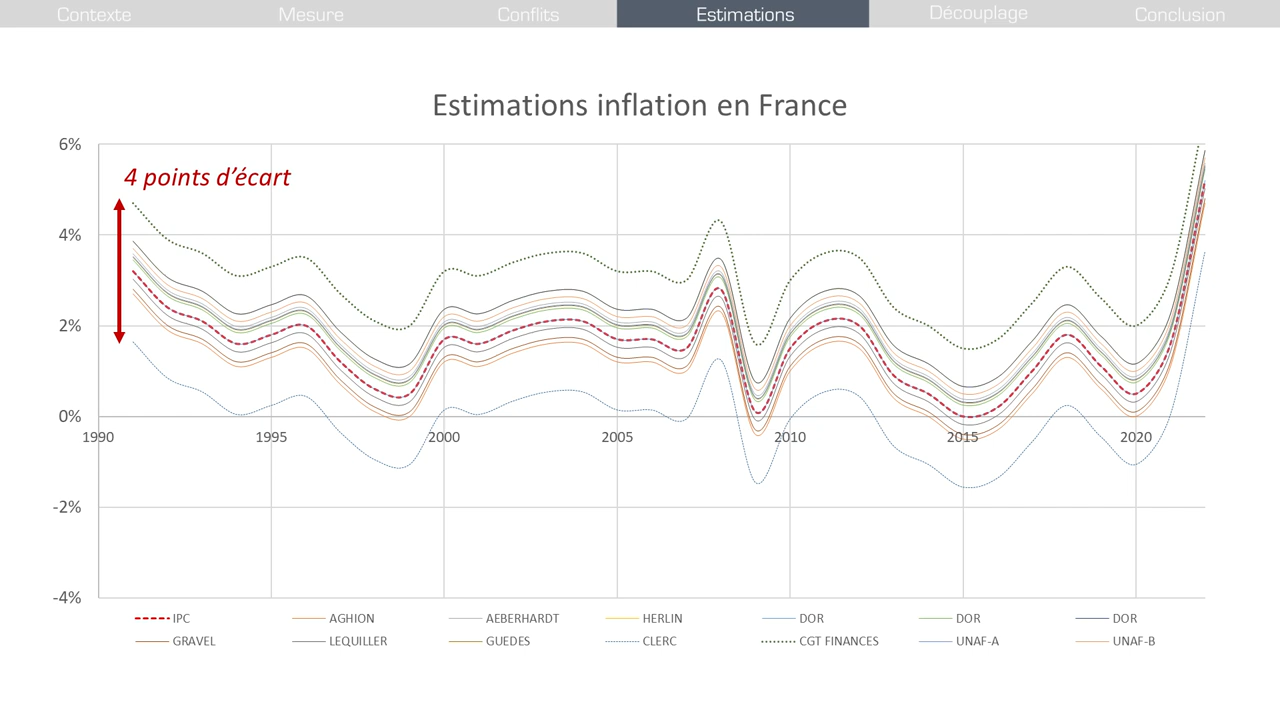 Contexte Mesure Conflits Estimations Découplage Conclusion
Estimations inflation en France
6%
4 points d’écart
4%
2%
0%
1990 1995 2000 2005 2010 2015 2020
-2%
-4%
IPC AGHION AEBERHARDT HERLIN DOR DOR DOR
GRAVEL LEQUILLER GUEDES CLERC CGT FINANCES UNAF-A UNAF-B